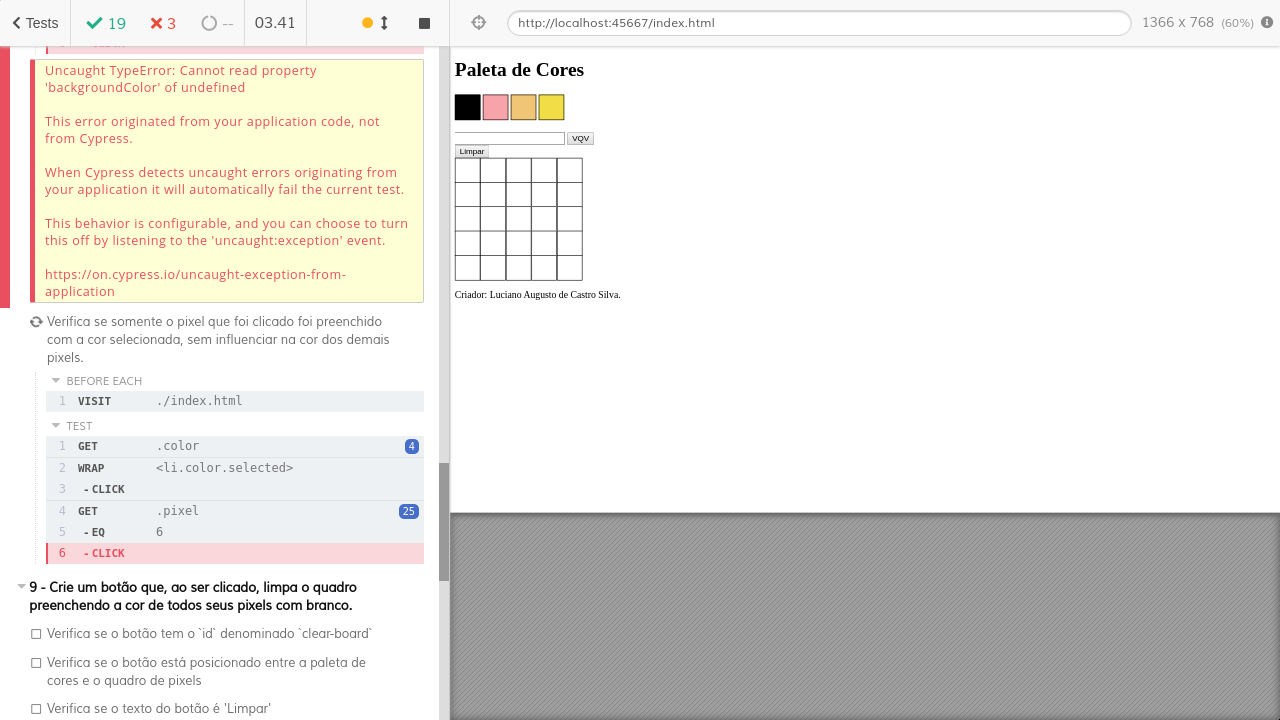 Tests
19
3
--
03.41
http://localhost:45667/index.html
1366 x 768 (60%)
Uncaught TypeError: Cannot read property
'backgroundColor' of undefined
This error originated from your application code, not
from Cypress.
When Cypress detects uncaught errors originating from
your application it will automatically fail the current test.
This behavior is configurable, and you can choose to turn
this off by listening to the 'uncaught:exception' event.
https://on.cypress.io/uncaught-exception-from-
application
Verifica se somente o pixel que foi clicado foi preenchido
com a cor selecionada, sem influenciar na cor dos demais
pixels.
BEFORE EACH
1 VISIT ./index.html
TEST
1 GET .color 4
2 WRAP <li.color.selected>
3 - CLICK
4 GET .pixel 25
5 - EQ 6
6 - CLICK
9 - Crie um botão que, ao ser clicado, limpa o quadro
preenchendo a cor de todos seus pixels com branco.
Verifica se o botão tem o `id` denominado `clear-board`
Verifica se o botão está posicionado entre a paleta de
cores e o quadro de pixels
Verifica se o texto do botão é 'Limpar'
Paleta de Cores
VQV
Limpar
Criador: Luciano Augusto de Castro Silva.